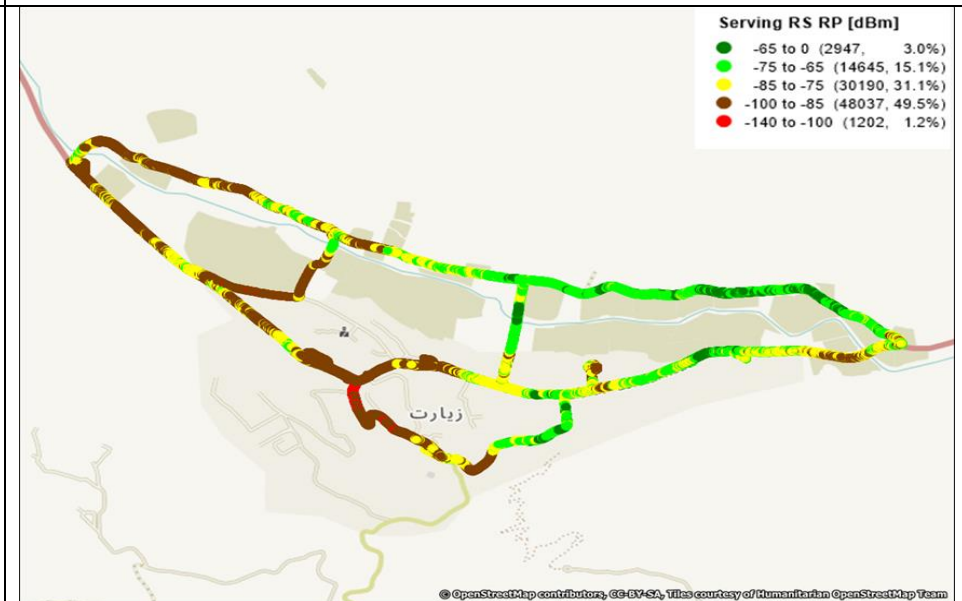 Serving RS RP [dBm]
-65 to 0 (2947, 3.0%)
-75 to -65 (14645, 15.1%)
-85 to -75 (30190, 31.1%)
-100 to -85 (48037, 49.5%)
-140 to -100 (1202, 1.2%)
زيارت
© OpenStreetMap contributors, CC-BY-SA, Tiles courtesy of Humanitarian OpenStreetMap Team